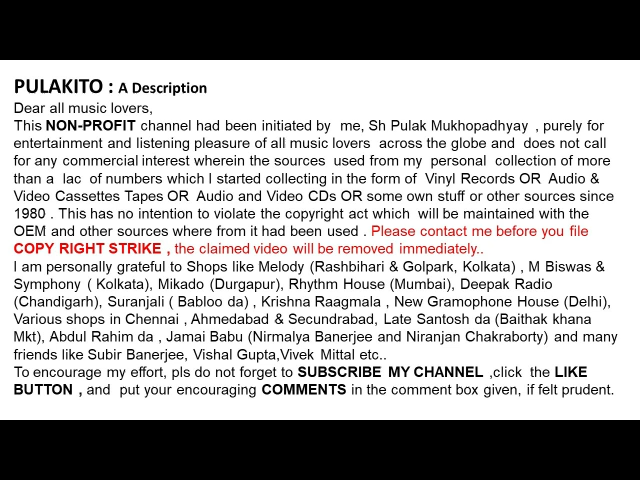 PULAKITO : A Description
Dear all music lovers,
This NON-PROFIT channel had been initiated by me, Sh Pulak Mukhopadhyay , purely for
entertainment and listening pleasure of all music lovers across the globe and does not call
for any commercial interest wherein the sources used from my personal collection of more
than a lac of numbers which I started collecting in the form of Vinyl Records OR Audio &
Video Cassettes Tapes OR Audio and Video CDs OR some own stuff or other sources since
1980 . This has no intention to violate the copyright act which will be maintained with the
OEM and other sources where from it had been used . Please contact me before you file
COPY RIGHT STRIKE , the claimed video will be removed immediately..
I am personally grateful to Shops like Melody (Rashbihari & Golpark, Kolkata) , M Biswas &
Symphony ( Kolkata), Mikado (Durgapur), Rhythm House (Mumbai), Deepak Radio
(Chandigarh), Suranjali ( Babloo da) , Krishna Raagmala , New Gramophone House (Delhi),
Various shops in Chennai , Ahmedabad & Secundrabad, Late Santosh da (Baithak khana
Mkt), Abdul Rahim da , Jamai Babu (Nirmalya Banerjee and Niranjan Chakraborty) and many
friends like Subir Banerjee, Vishal Gupta,Vivek Mittal etc..
To encourage my effort, pls do not forget to SUBSCRIBE MY CHANNEL ,click the LIKE
BUTTON , and put your encouraging COMMENTS in the comment box given, if felt prudent.